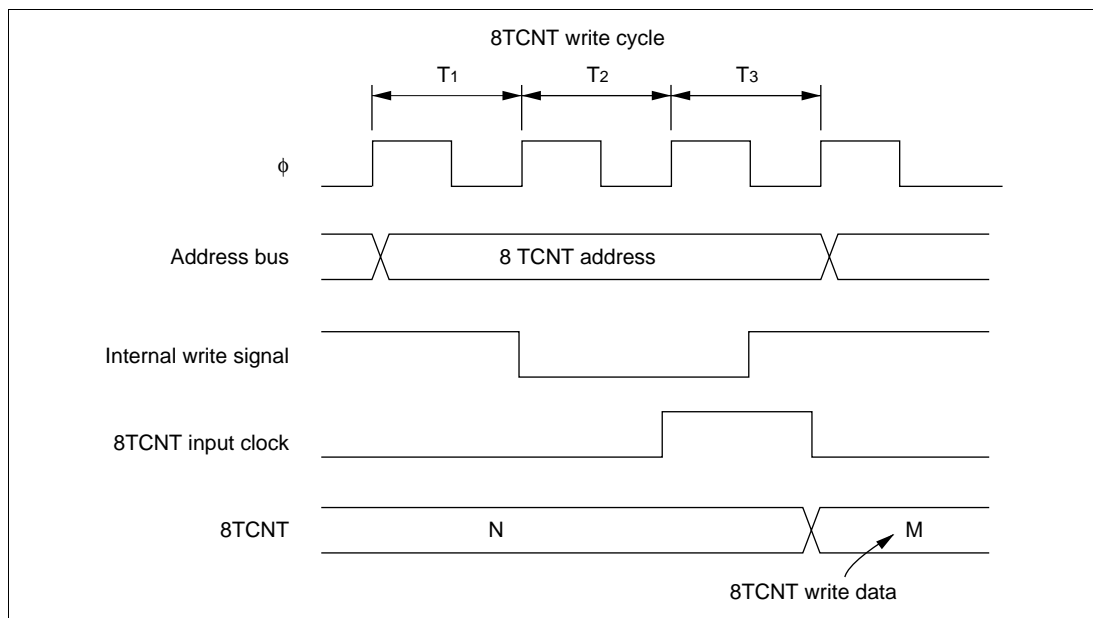 8TCNT write cycle
T1 T2 T3
φ
Address bus
8 TCNT address
Internal write signal
8TCNT input clock
8TCNT
N
M
8TCNT write data